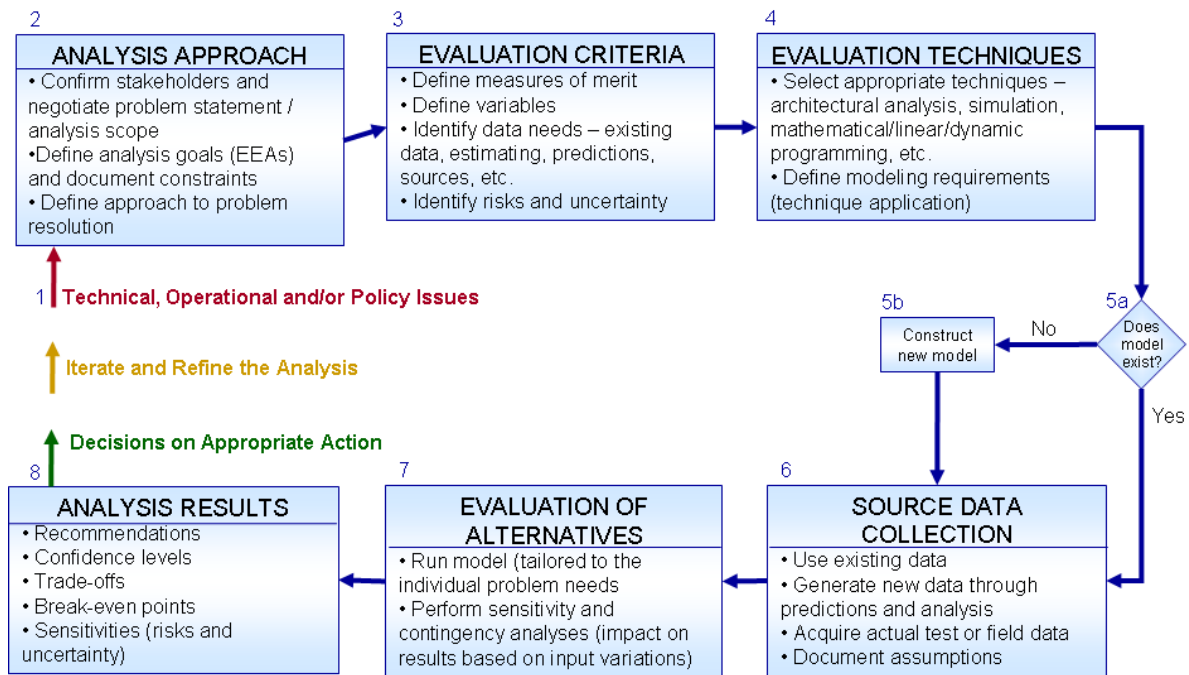 2
ANALYSIS APPROACH
• Confirm stakeholders and
negotiate problem statement /
analysis scope
•Define analysis goals (EEAs)
and document constraints
• Define approach to problem
resolution
3
EVALUATION CRITERIA
• Define measures of merit
• Define variables
• Identify data needs – existing
data, estimating, predictions,
sources, etc.
• Identify risks and uncertainty
4
EVALUATION TECHNIQUES
• Select appropriate techniques –
architectural analysis, simulation,
mathematical/linear/dynamic
programming, etc.
• Define modeling requirements
(technique application)
1 Technical, Operational and/or Policy Issues
Iterate and Refine the Analysis
Decisions on Appropriate Action
5a
Does
model
exist?
No
Yes
5b
Construct
new model
6
SOURCE DATA
COLLECTION
• Use existing data
• Generate new data through
predictions and analysis
• Acquire actual test or field data
• Document assumptions
7
EVALUATION OF
ALTERNATIVES
• Run model (tailored to the
individual problem needs
• Perform sensitivity and
contingency analyses (impact on
results based on input variations)
8
ANALYSIS RESULTS
• Recommendations
• Confidence levels
• Trade-offs
• Break-even points
• Sensitivities (risks and
uncertainty)